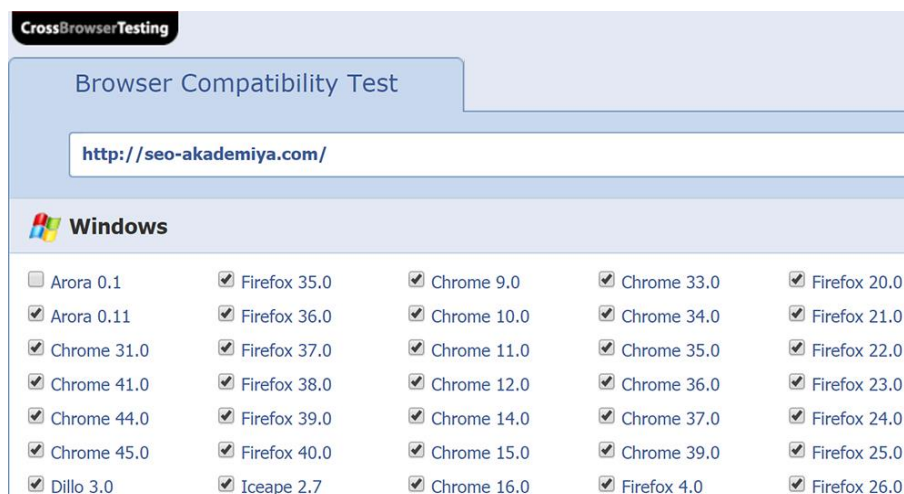 CrossBrowserTesting
Browser Compatibility Test
http://seo-akademiya.com/
Windows
Arora 0.1 Firefox 35.0 Chrome 9.0 Chrome 33.0 Firefox 20.0
Arora 0.11 Firefox 36.0 Chrome 10.0 Chrome 34.0 Firefox 21.0
Chrome 31.0 Firefox 37.0 Chrome 11.0 Chrome 35.0 Firefox 22.0
Chrome 41.0 Firefox 38.0 Chrome 12.0 Chrome 36.0 Firefox 23.0
Chrome 44.0 Firefox 39.0 Chrome 14.0 Chrome 37.0 Firefox 24.0
Chrome 45.0 Firefox 40.0 Chrome 15.0 Chrome 39.0 Firefox 25.0
Dillo 3.0 Iceape 2.7 Chrome 16.0 Firefox 4.0 Firefox 26.0